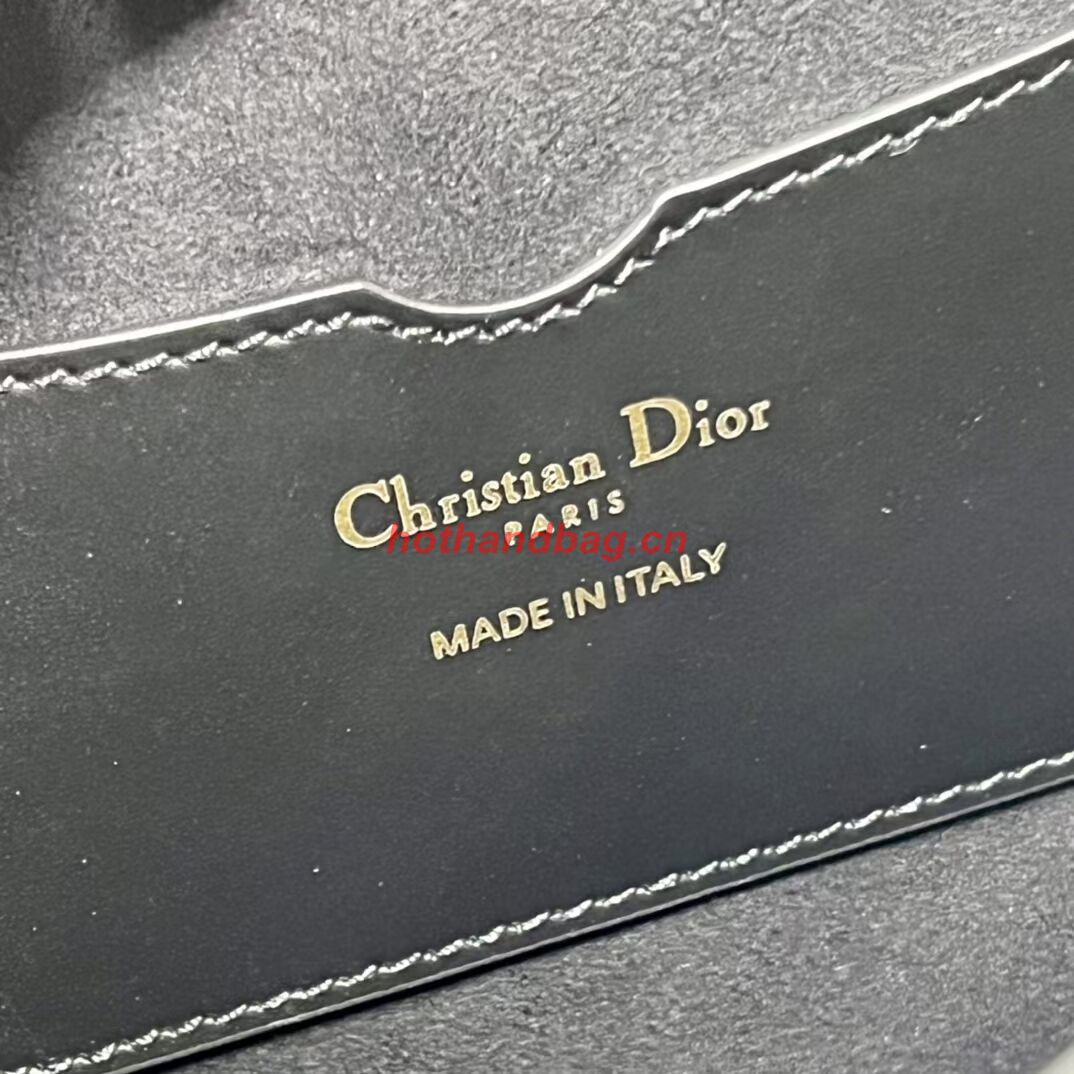 Christian Dior
PARIS
hothandbag.cn
MADE IN ITALY